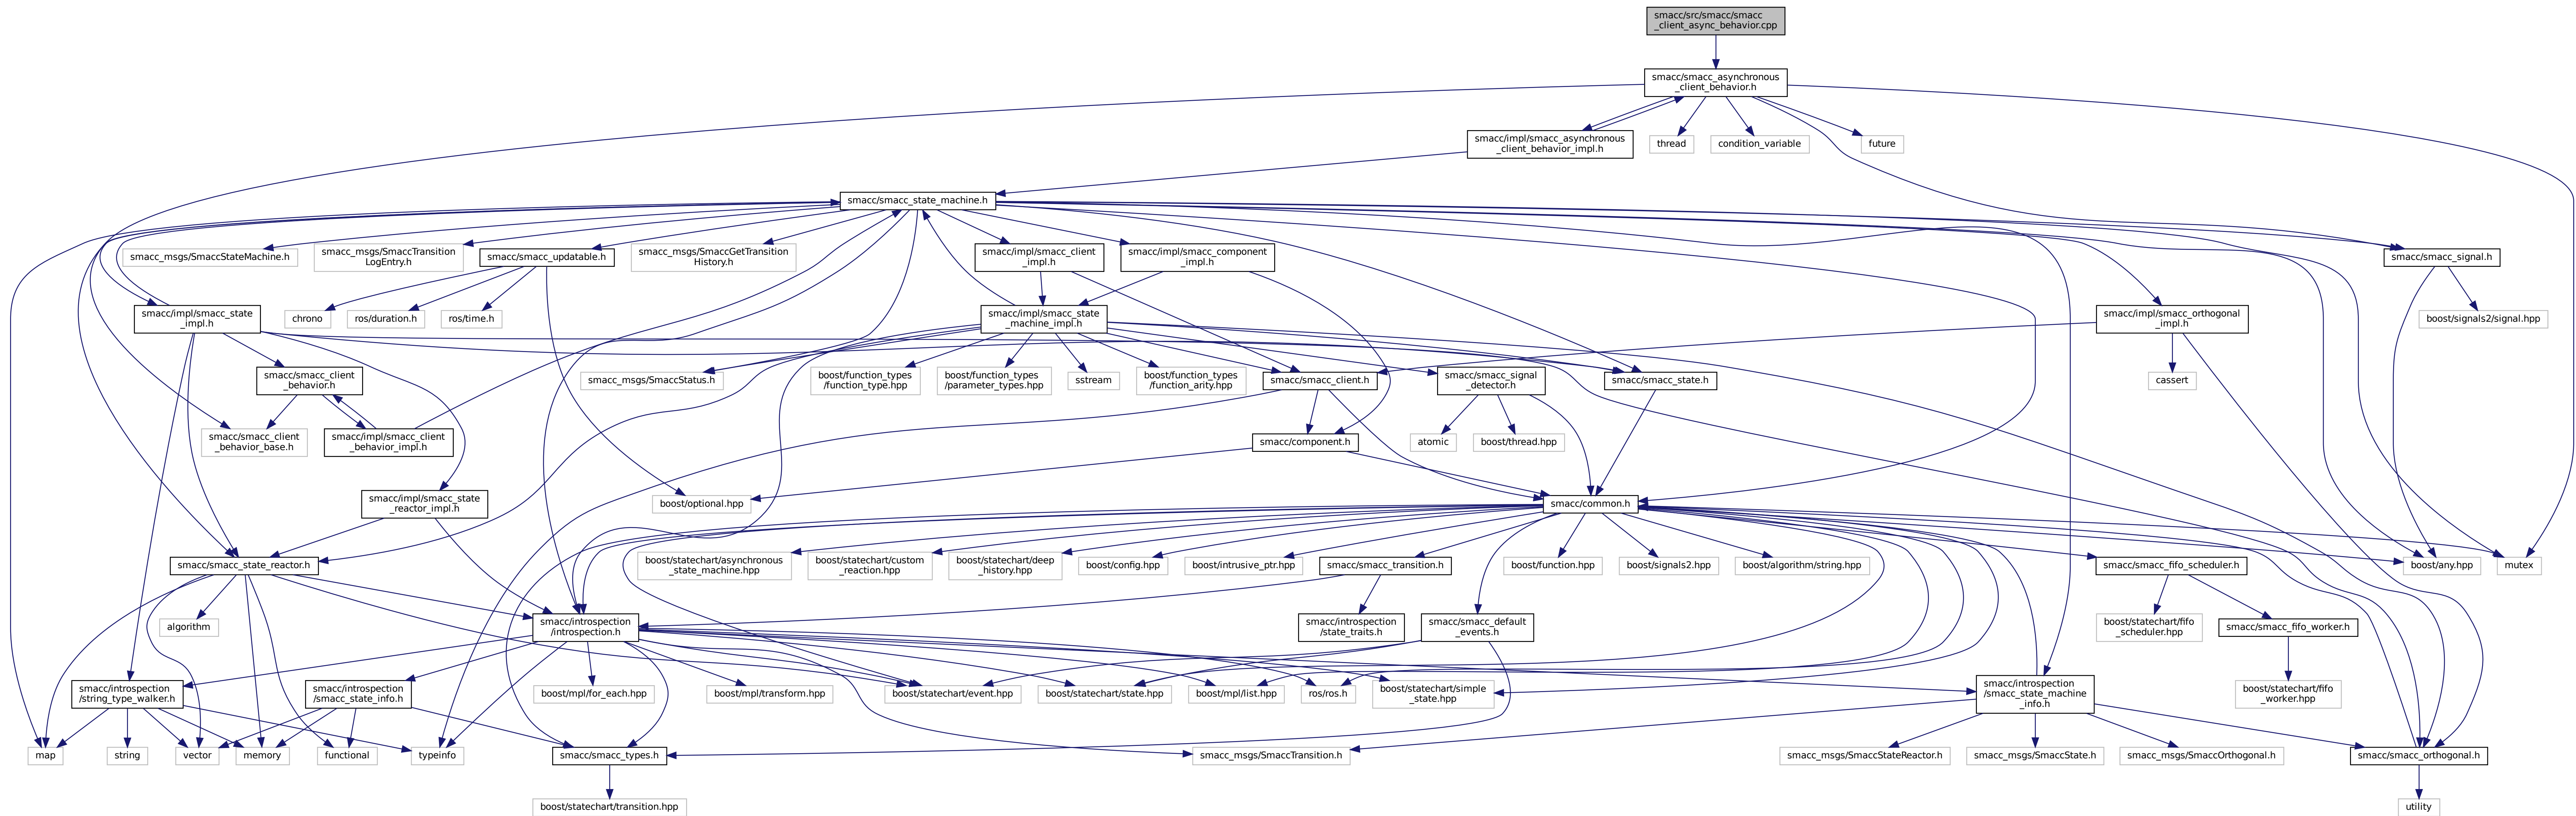 smacc/src/smacc/smacc
_client_async_behavior.cpp
smacc/smacc_asynchronous
_client_behavior.h
smacc/impl/smacc_asynchronous
_client_behavior_impl.h
thread
condition_variable
future
smacc/smacc_state_machine.h
smacc_msgs/SmaccStateMachine.h
smacc_msgs/SmaccTransition
LogEntry.h
smacc/smacc_updatable.h
smacc_msgs/SmaccGetTransition
History.h
smacc/impl/smacc_client
_impl.h
smacc/impl/smacc_component
_impl.h
smacc/smacc_signal.h
smacc/impl/smacc_state
_impl.h
chrono
ros/duration.h
ros/time.h
smacc/impl/smacc_state
_machine_impl.h
smacc/impl/smacc_orthogonal
_impl.h
boost/signals2/signal.hpp
smacc/smacc_client
_behavior.h
smacc_msgs/SmaccStatus.h
boost/function_types
/function_type.hpp
boost/function_types
/parameter_types.hpp
sstream
boost/function_types
/function_arity.hpp
smacc/smacc_client.h
smacc/smacc_signal
_detector.h
smacc/smacc_state.h
cassert
smacc/smacc_client
_behavior_base.h
smacc/impl/smacc_client
_behavior_impl.h
smacc/component.h
atomic
boost/thread.hpp
smacc/impl/smacc_state
_reactor_impl.h
boost/optional.hpp
smacc/common.h
smacc/smacc_state_reactor.h
boost/statechart/asynchronous
_state_machine.hpp
boost/statechart/custom
_reaction.hpp
boost/statechart/deep
_history.hpp
boost/config.hpp
boost/intrusive_ptr.hpp
smacc/smacc_transition.h
boost/function.hpp
boost/signals2.hpp
boost/algorithm/string.hpp
smacc/smacc_fifo_scheduler.h
boost/any.hpp
mutex
algorithm
smacc/introspection
/introspection.h
smacc/introspection
/state_traits.h
smacc/smacc_default
_events.h
boost/statechart/fifo
_scheduler.hpp
smacc/smacc_fifo_worker.h
smacc/introspection
/string_type_walker.h
smacc/introspection
/smacc_state_info.h
boost/mpl/for_each.hpp
boost/mpl/transform.hpp
boost/statechart/event.hpp
boost/statechart/state.hpp
boost/mpl/list.hpp
ros/ros.h
boost/statechart/simple
_state.hpp
smacc/introspection
/smacc_state_machine
_info.h
boost/statechart/fifo
_worker.hpp
map
string
vector
memory
functional
typeinfo
smacc/smacc_types.h
smacc_msgs/SmaccTransition.h
smacc_msgs/SmaccStateReactor.h
smacc_msgs/SmaccState.h
smacc_msgs/SmaccOrthogonal.h
smacc/smacc_orthogonal.h
boost/statechart/transition.hpp
utility